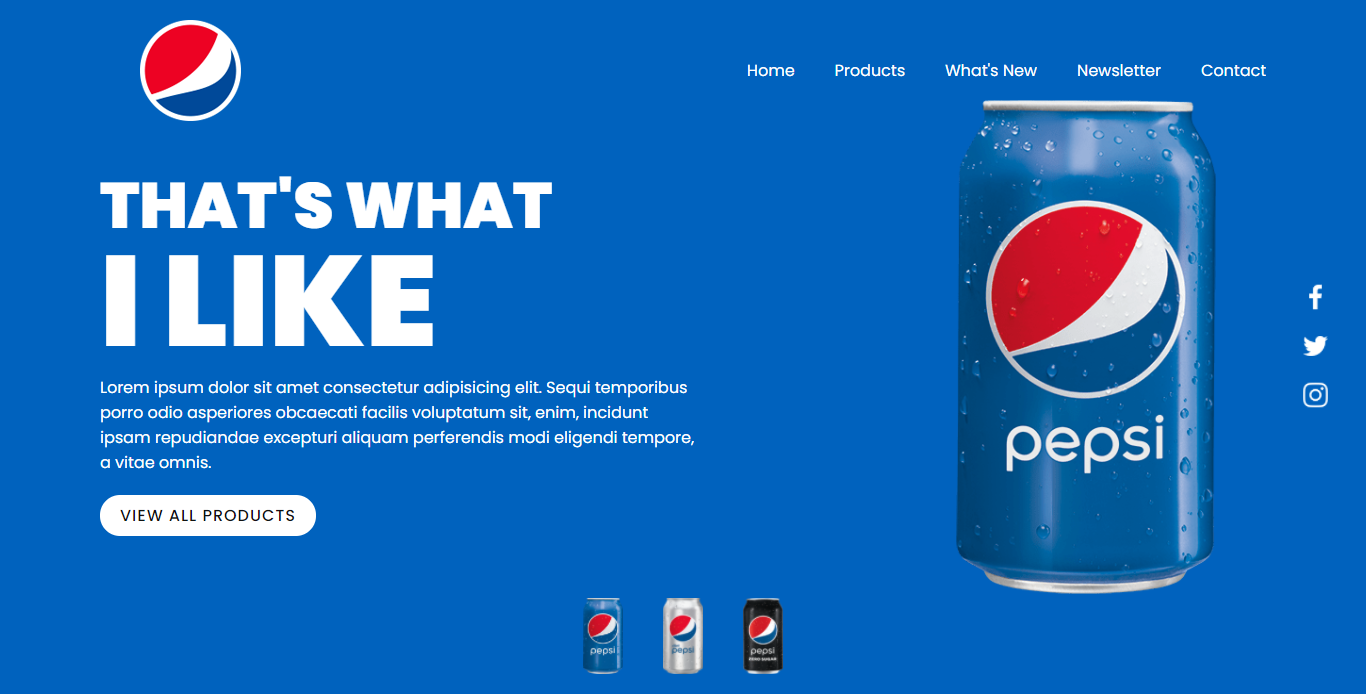 Home Products What's New Newsletter Contact
THAT'S WHAT
I LIKE
Lorem ipsum dolor sit amet consectetur adipisicing elit. Sequi temporibus
porro odio asperiores obcaecati facilis voluptatum sit, enim, incidunt
ipsam repudiandae excepturi aliquam perferendis modi eligendi tempore,
a vitae omnis.
VIEW ALL PRODUCTS
pepsi
pepsi
pepsi
pepsi
ZERO SUGAR